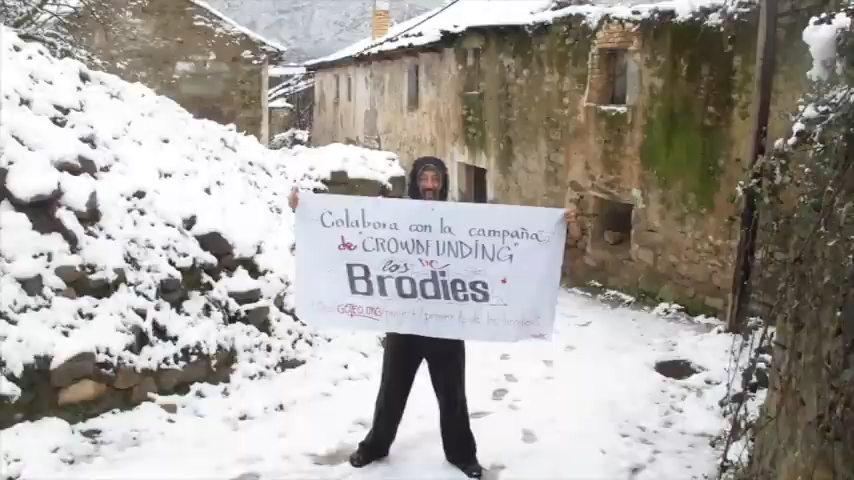 Colabora con la campaña
de "CROWDFUNDING"
de
los Brodies
GOTEO.ORG